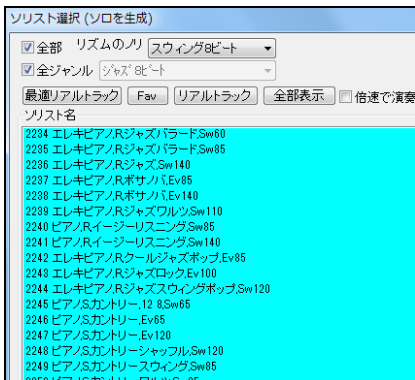 ソリスト選択 (ソロを生成)
全部 リズムのノリ スウィング8ビート
全ジャンル ジャズ 8ビート
最適リアルトラック Fav リアルトラック 全部表示 倍速で演奏
ソリスト名
2234 エレキピアノ,Rジャズバラード,Sw60
2235 エレキピアノ,Rジャズバラード,Sw85
2236 エレキピアノ,Rジャズ,Sw140
2237 エレキピアノ,Rボサノバ,Ev85
2238 エレキピアノ,Rボサノバ,Ev140
2239 エレキピアノ,Rジャズワルツ,Sw110
2240 ピアノ,Rイージーリスニング,Sw85
2241 ピアノ,Rイージーリスニング,Sw140
2242 エレキピアノ,Rクールジャズポップ,Ev85
2243 エレキピアノ,Rジャズロック,Ev100
2244 エレキピアノ,Rジャズスウィングポップ,Sw120
2245 ピアノ,Sカントリー,12 8,Sw65
2246 ピアノ,Sカントリー,Ev65
2247 ピアノ,Sカントリー,Ev120
2248 ピアノ,Sカントリーシャッフル,Sw120
2249 ピアノ,Sカントリースウィング,Sw85